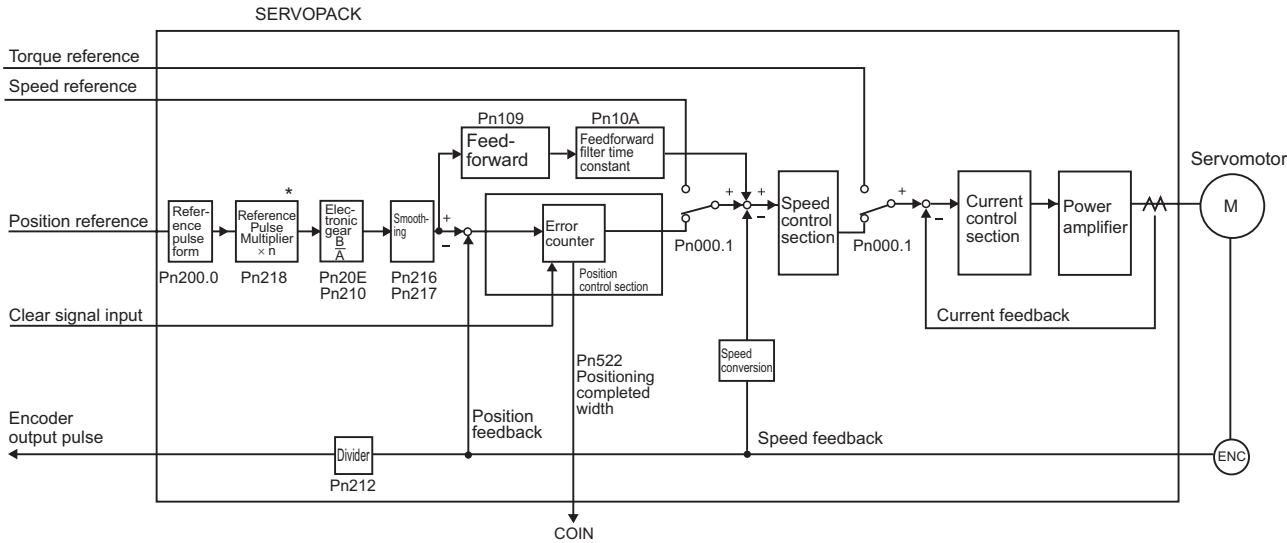 SERVOPACK
Torque reference
Speed reference
Pn109
Feed-
forward
Pn10A
Feedforward
filter time
constant
Servomotor
M
Position reference
Refer-
ence
pulse
form
Pn200.0
*
Reference
Pulse
Multiplier
× n
Pn218
Elec-
tronic
gear
B
A
Pn20E
Pn210
Smooth-
ing
Pn216
Pn217
+
−
Error
counter
Position
control section
Pn000.1
+
+
−
Speed
control
section
Pn000.1
+
−
Current
control
section
Power
amplifier
Clear signal input
Current feedback
Pn522
Positioning
completed
width
Speed
conversion
Encoder
output pulse
Position
feedback
Speed feedback
Divider
Pn212
ENC
COIN